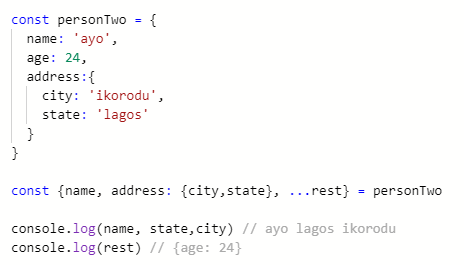 const personTwo = {
  name: 'ayo',
  age: 24,
  address:{
    city: 'ikorodu',
    state: 'lagos'
  }
}

const {name, address: {city,state}, ...rest} = personTwo

console.log(name, state,city) // ayo lagos ikorodu
console.log(rest) // {age: 24}